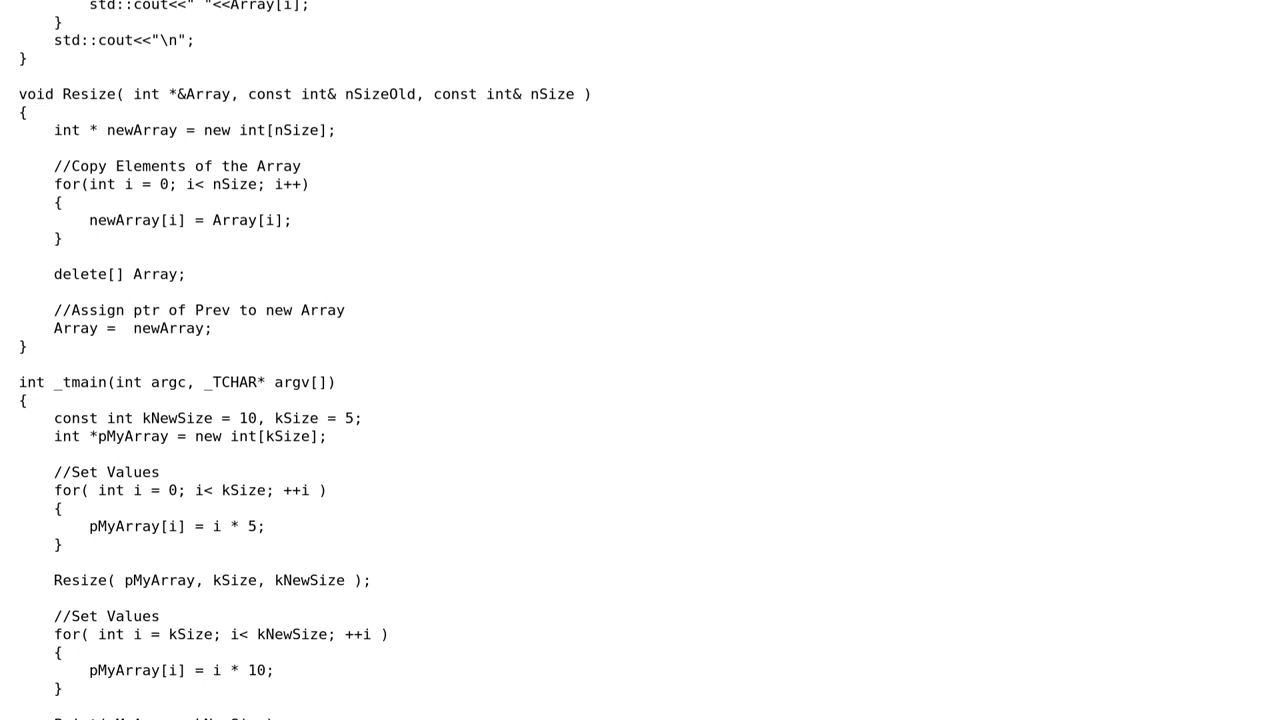 std::cout<<" "<<Array[i];
    }
    std::cout<<"\n";
}

void Resize( int *&Array, const int& nSizeOld, const int& nSize )
{
    int * newArray = new int[nSize];

    //Copy Elements of the Array
    for(int i = 0; i< nSize; i++)
    {
        newArray[i] = Array[i];
    }

    delete[] Array;

    //Assign ptr of Prev to new Array
    Array =  newArray;
}

int _tmain(int argc, _TCHAR* argv[])
{
    const int kNewSize = 10, kSize = 5;
    int *pMyArray = new int[kSize];

    //Set Values
    for( int i = 0; i< kSize; ++i )
    {
        pMyArray[i] = i * 5;
    }

    Resize( pMyArray, kSize, kNewSize );

    //Set Values
    for( int i = kSize; i< kNewSize; ++i )
    {
        pMyArray[i] = i * 10;
    }